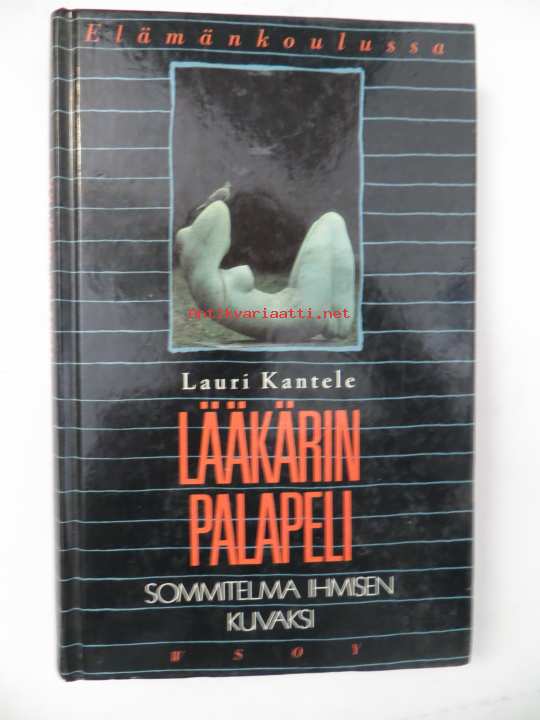 Elämänkoulussa
antikvariaatti.net
Lauri Kantele
LÄÄKÄRIN
PALAPELI
SOMMITELMA IHMISEN
KUVAKSI
WSOY